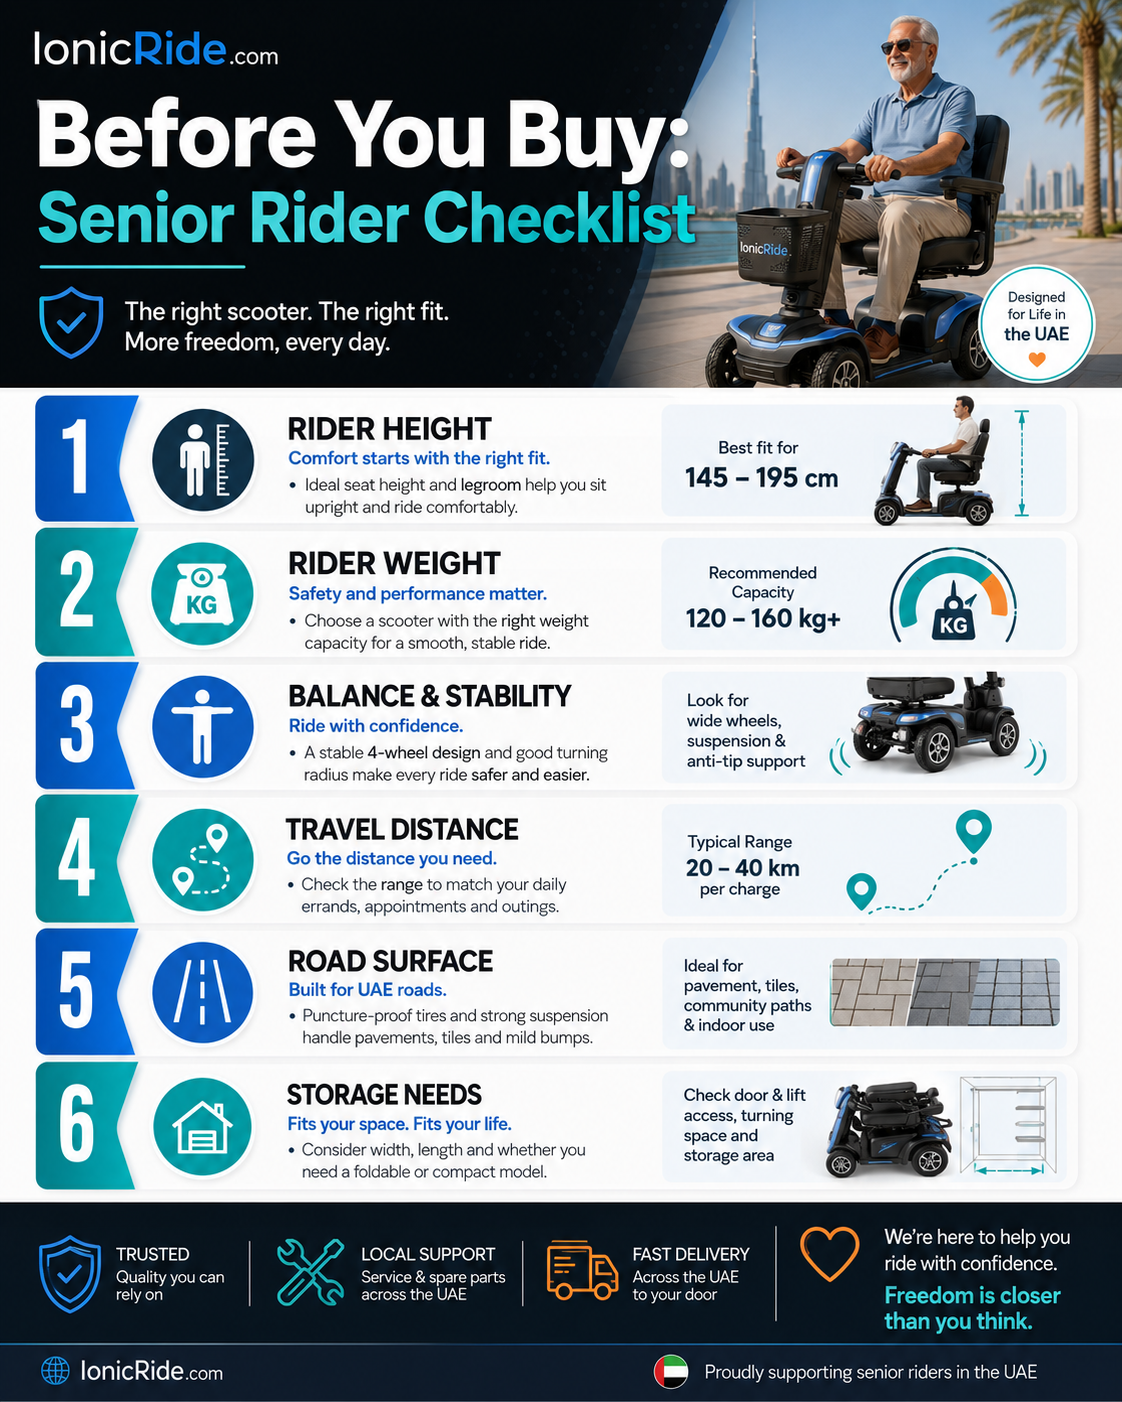 IonicRide.com
Before You Buy:
Senior Rider Checklist
The right scooter. The right fit.
More freedom, every day.
IonicRide
Designed
for Life in
the UAE
1
RIDER HEIGHT
Comfort starts with the right fit.
• Ideal seat height and legroom help you sit
upright and ride comfortably.
Best fit for
145 – 195 cm
2
KG
RIDER WEIGHT
Safety and performance matter.
• Choose a scooter with the right weight
capacity for a smooth, stable ride.
Recommended
Capacity
120 – 160 kg+
KG
3
BALANCE & STABILITY
Ride with confidence.
• A stable 4-wheel design and good turning
radius make every ride safer and easier.
Look for
wide wheels,
suspension &
anti-tip support
4
TRAVEL DISTANCE
Go the distance you need.
• Check the range to match your daily
errands, appointments and outings.
Typical Range
20 – 40 km
per charge
5
ROAD SURFACE
Built for UAE roads.
• Puncture-proof tires and strong suspension
handle pavements, tiles and mild bumps.
Ideal for
pavement, tiles,
community paths
& indoor use
6
STORAGE NEEDS
Fits your space. Fits your life.
• Consider width, length and whether you
need a foldable or compact model.
Check door & lift
access, turning
space and
storage area
TRUSTED
Quality you can
rely on
LOCAL SUPPORT
Service & spare parts
across the UAE
FAST DELIVERY
Across the UAE
to your door
We're here to help you
ride with confidence.
Freedom is closer
than you think.
IonicRide.com
Proudly supporting senior riders in the UAE